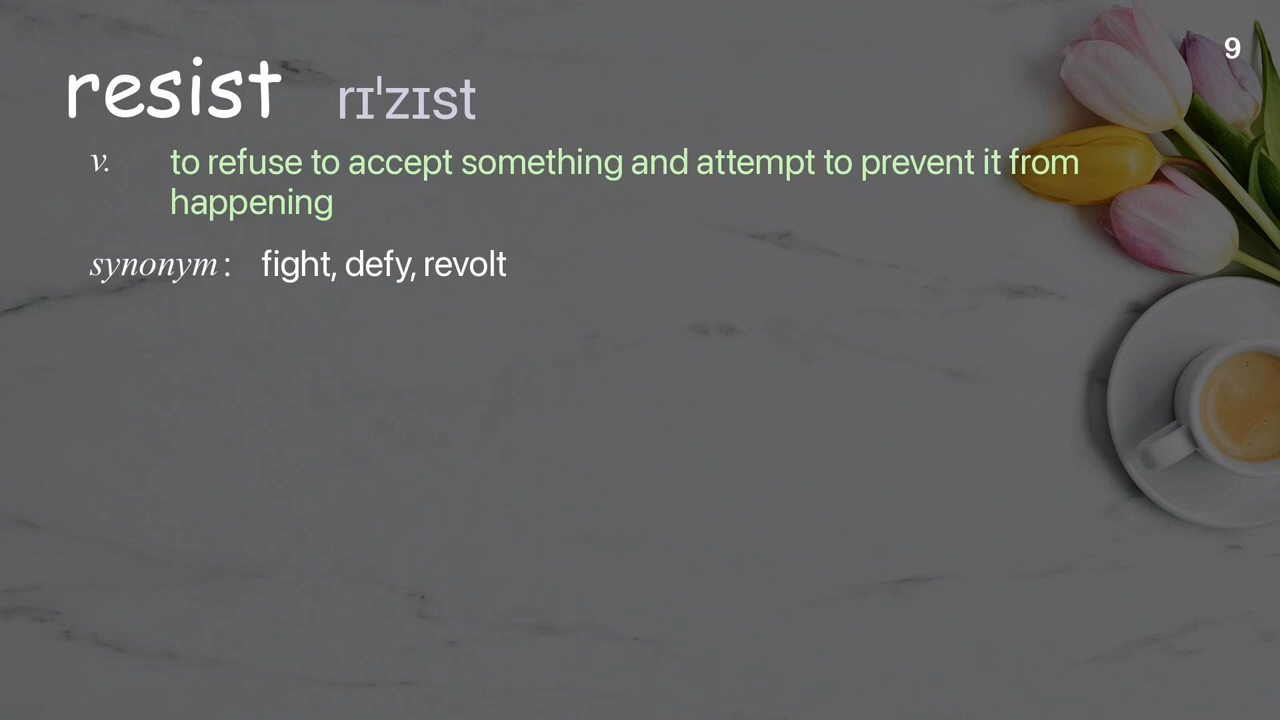 9
resist rɪˈzɪst
v. to refuse to accept something and attempt to prevent it from
happening
synonym : fight, defy, revolt